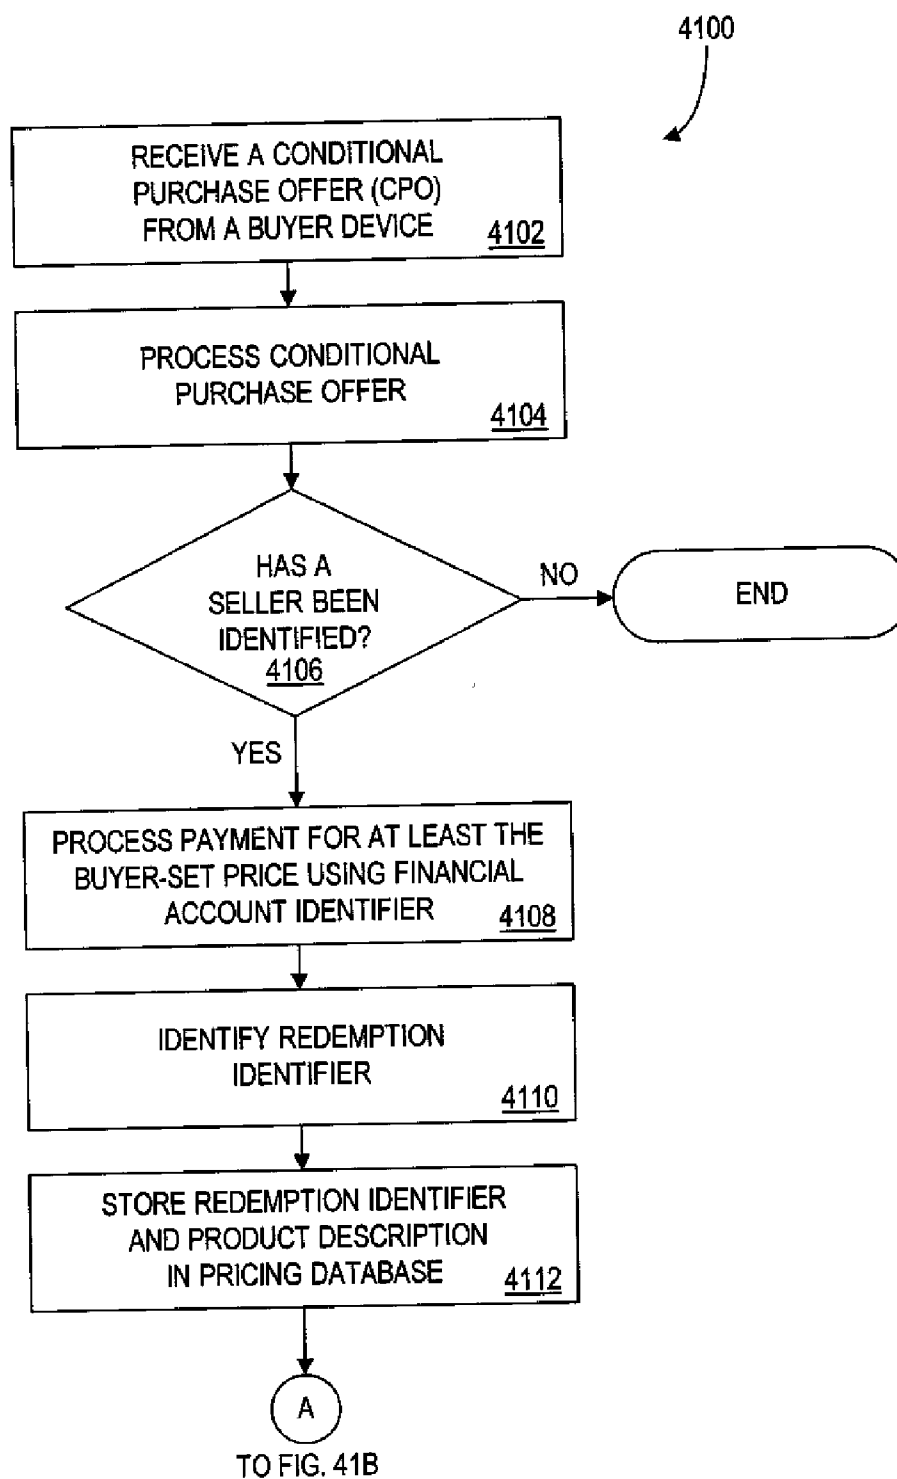 4100
RECEIVE A CONDITIONAL
PURCHASE OFFER (CPO)
FROM A BUYER DEVICE
4102
PROCESS CONDITIONAL
PURCHASE OFFER
4104
HAS A
SELLER BEEN
IDENTIFIED?
4106
NO
END
YES
PROCESS PAYMENT FOR AT LEAST THE
BUYER-SET PRICE USING FINANCIAL
ACCOUNT IDENTIFIER
4108
IDENTIFY REDEMPTION
IDENTIFIER
4110
STORE REDEMPTION IDENTIFIER
AND PRODUCT DESCRIPTION
IN PRICING DATABASE
4112
A
TO FIG. 41B